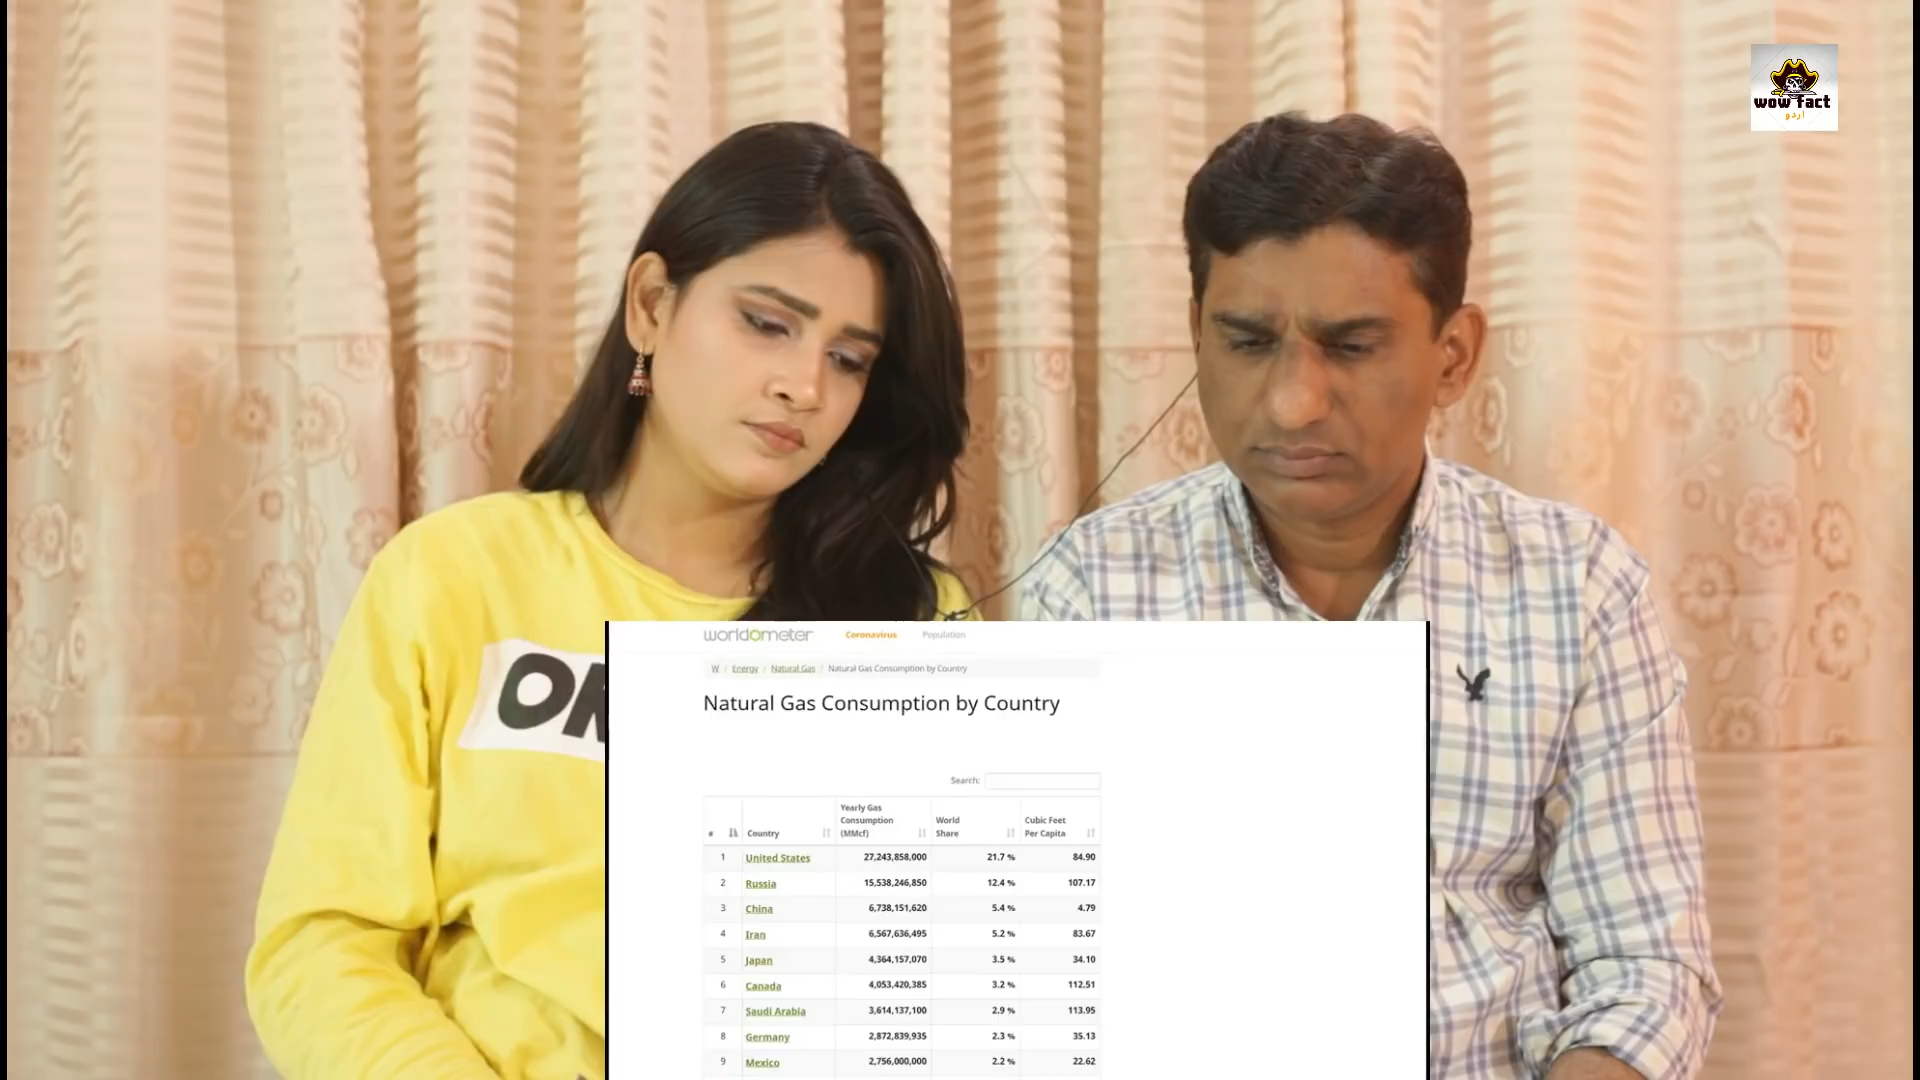 wow fact
اردو
ON
worldometer Coronavirus Population
W / Energy / Natural Gas / Natural Gas Consumption by Country
Natural Gas Consumption by Country
Search:
# Country Yearly Gas Consumption (MMcf) World Share Cubic Feet Per Capita
1 United States 27,243,858,000 21.7 % 84.90
2 Russia 15,538,246,850 12.4 % 107.17
3 China 6,738,151,620 5.4 % 4.79
4 Iran 6,567,636,495 5.2 % 83.67
5 Japan 4,364,157,070 3.5 % 34.10
6 Canada 4,053,420,385 3.2 % 112.51
7 Saudi Arabia 3,614,137,100 2.9 % 113.95
8 Germany 2,872,839,935 2.3 % 35.13
9 Mexico 2,756,000,000 2.2 % 22.62